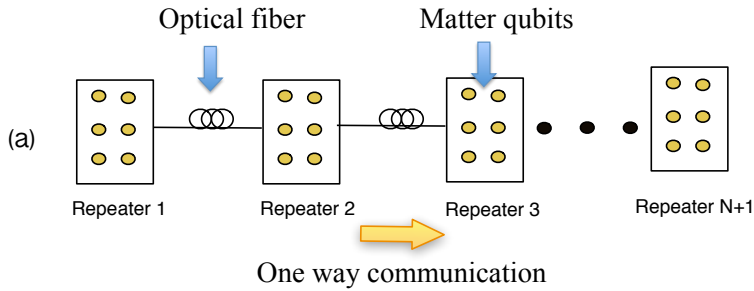 Optical fiber Matter qubits
(a)
Repeater 1 Repeater 2 Repeater 3 Repeater N+1
One way communication